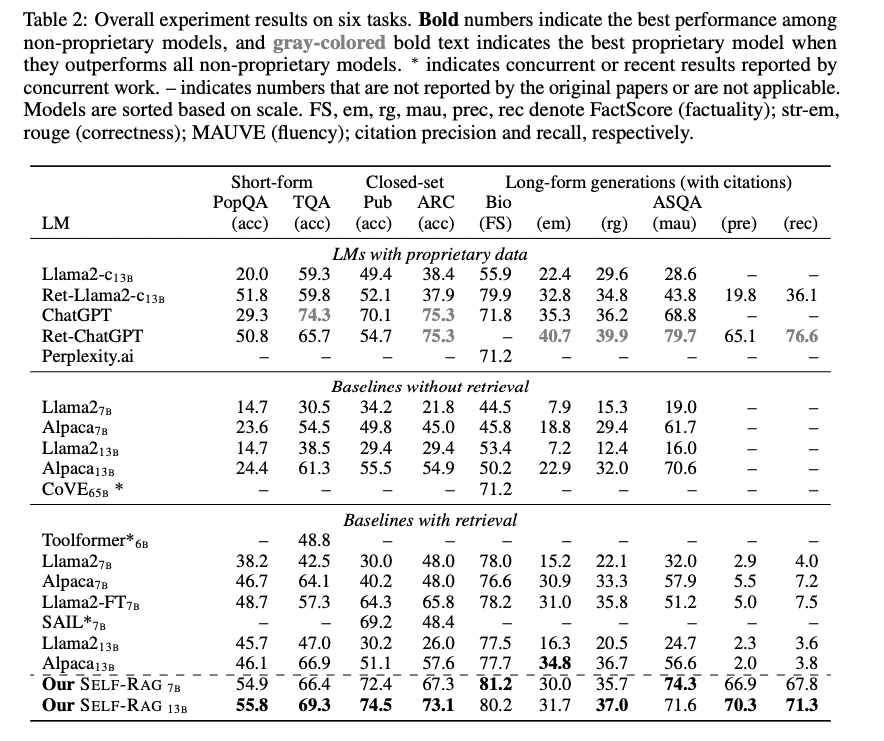 Table 2: Overall experiment results on six tasks. Bold numbers indicate the best performance among
non-proprietary models, and gray-colored bold text indicates the best proprietary model when
they outperforms all non-proprietary models. * indicates concurrent or recent results reported by
concurrent work. – indicates numbers that are not reported by the original papers or are not applicable.
Models are sorted based on scale. FS, em, rg, mau, prec, rec denote FactScore (factuality); str-em,
rouge (correctness); MAUVE (fluency); citation precision and recall, respectively.
Short-form Closed-set Long-form generations (with citations)
PopQA TQA Pub ARC Bio ASQA
LM (acc) (acc) (acc) (acc) (FS) (em) (rg) (mau) (pre) (rec)
LMs with proprietary data
Llama2-c13B 20.0 59.3 49.4 38.4 55.9 22.4 29.6 28.6 – –
Ret-Llama2-c13B 51.8 59.8 52.1 37.9 79.9 32.8 34.8 43.8 19.8 36.1
ChatGPT 29.3 74.3 70.1 75.3 71.8 35.3 36.2 68.8 – –
Ret-ChatGPT 50.8 65.7 54.7 75.3 – 40.7 39.9 79.7 65.1 76.6
Perplexity.ai – – – – 71.2 – – – – –
Baselines without retrieval
Llama27B 14.7 30.5 34.2 21.8 44.5 7.9 15.3 19.0 – –
Alpaca7B 23.6 54.5 49.8 45.0 45.8 18.8 29.4 61.7 – –
Llama213B 14.7 38.5 29.4 29.4 53.4 7.2 12.4 16.0 – –
Alpaca13B 24.4 61.3 55.5 54.9 50.2 22.9 32.0 70.6 – –
CoVE65B * – – – – 71.2 – – – – –
Baselines with retrieval
Toolformer*6B – 48.8 – – – – – – – –
Llama27B 38.2 42.5 30.0 48.0 78.0 15.2 22.1 32.0 2.9 4.0
Alpaca7B 46.7 64.1 40.2 48.0 76.6 30.9 33.3 57.9 5.5 7.2
Llama2-FT7B 48.7 57.3 64.3 65.8 78.2 31.0 35.8 51.2 5.0 7.5
SAIL*7B – – 69.2 48.4 – – – – – –
Llama213B 45.7 47.0 30.2 26.0 77.5 16.3 20.5 24.7 2.3 3.6
Alpaca13B 46.1 66.9 51.1 57.6 77.7 34.8 36.7 56.6 2.0 3.8
Our SELF-RAG 7B 54.9 66.4 72.4 67.3 81.2 30.0 35.7 74.3 66.9 67.8
Our SELF-RAG 13B 55.8 69.3 74.5 73.1 80.2 31.7 37.0 71.6 70.3 71.3